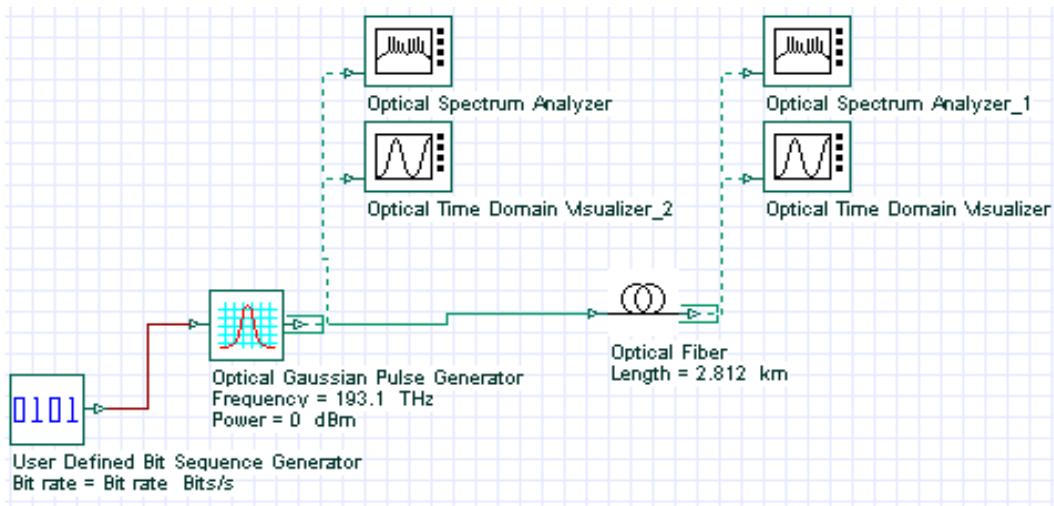 Optical Spectrum Analyzer
Optical Spectrum Analyzer_1
Optical Time Domain Visualizer_2
Optical Time Domain Visualizer
Optical Fiber
Length = 2.812 km
Optical Gaussian Pulse Generator
Frequency = 193.1 THz
Power = 0 dBm
0101
User Defined Bit Sequence Generator
Bit rate = Bit rate Bits/s